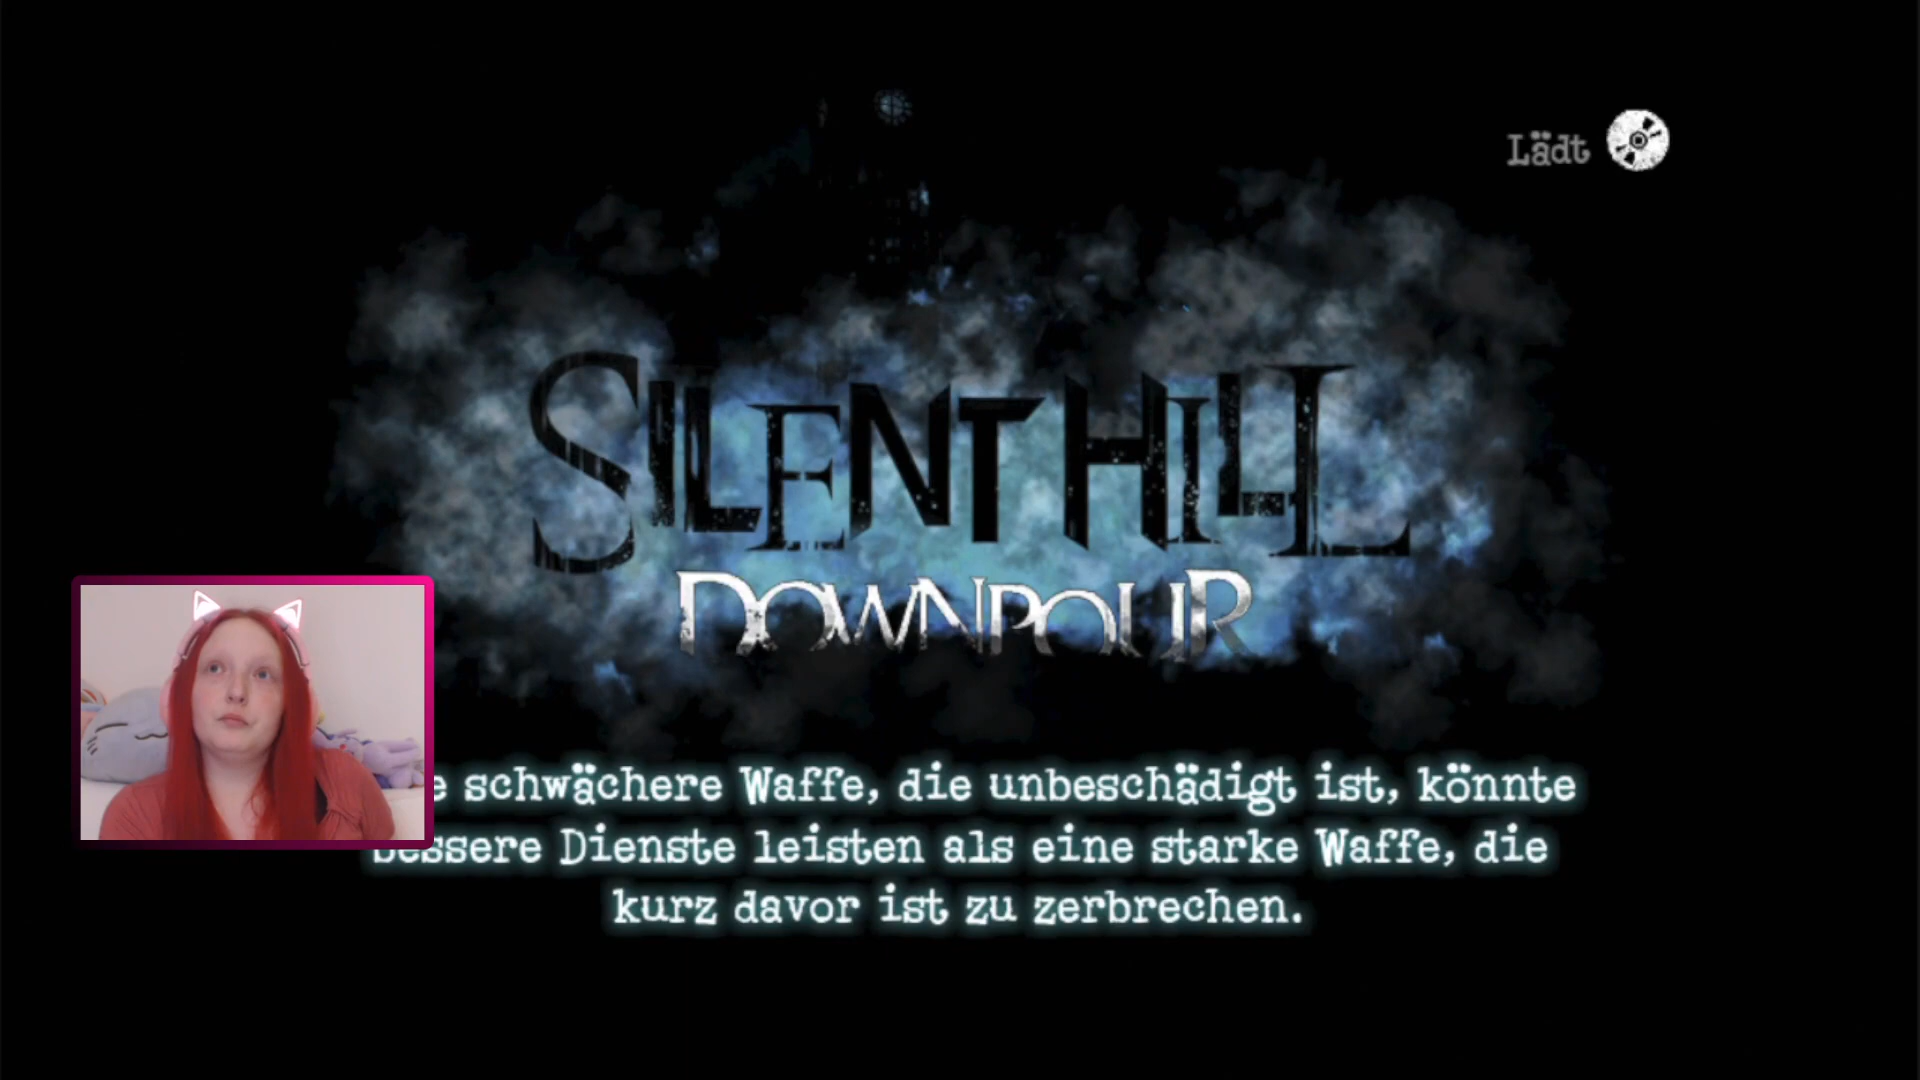 Lädt
SILENT HILL
DOWNPOUR
schwächere Waffe, die unbeschädigt ist, könnte
bessere Dienste leisten als eine starke Waffe, die
kurz davor ist zu zerbrechen.